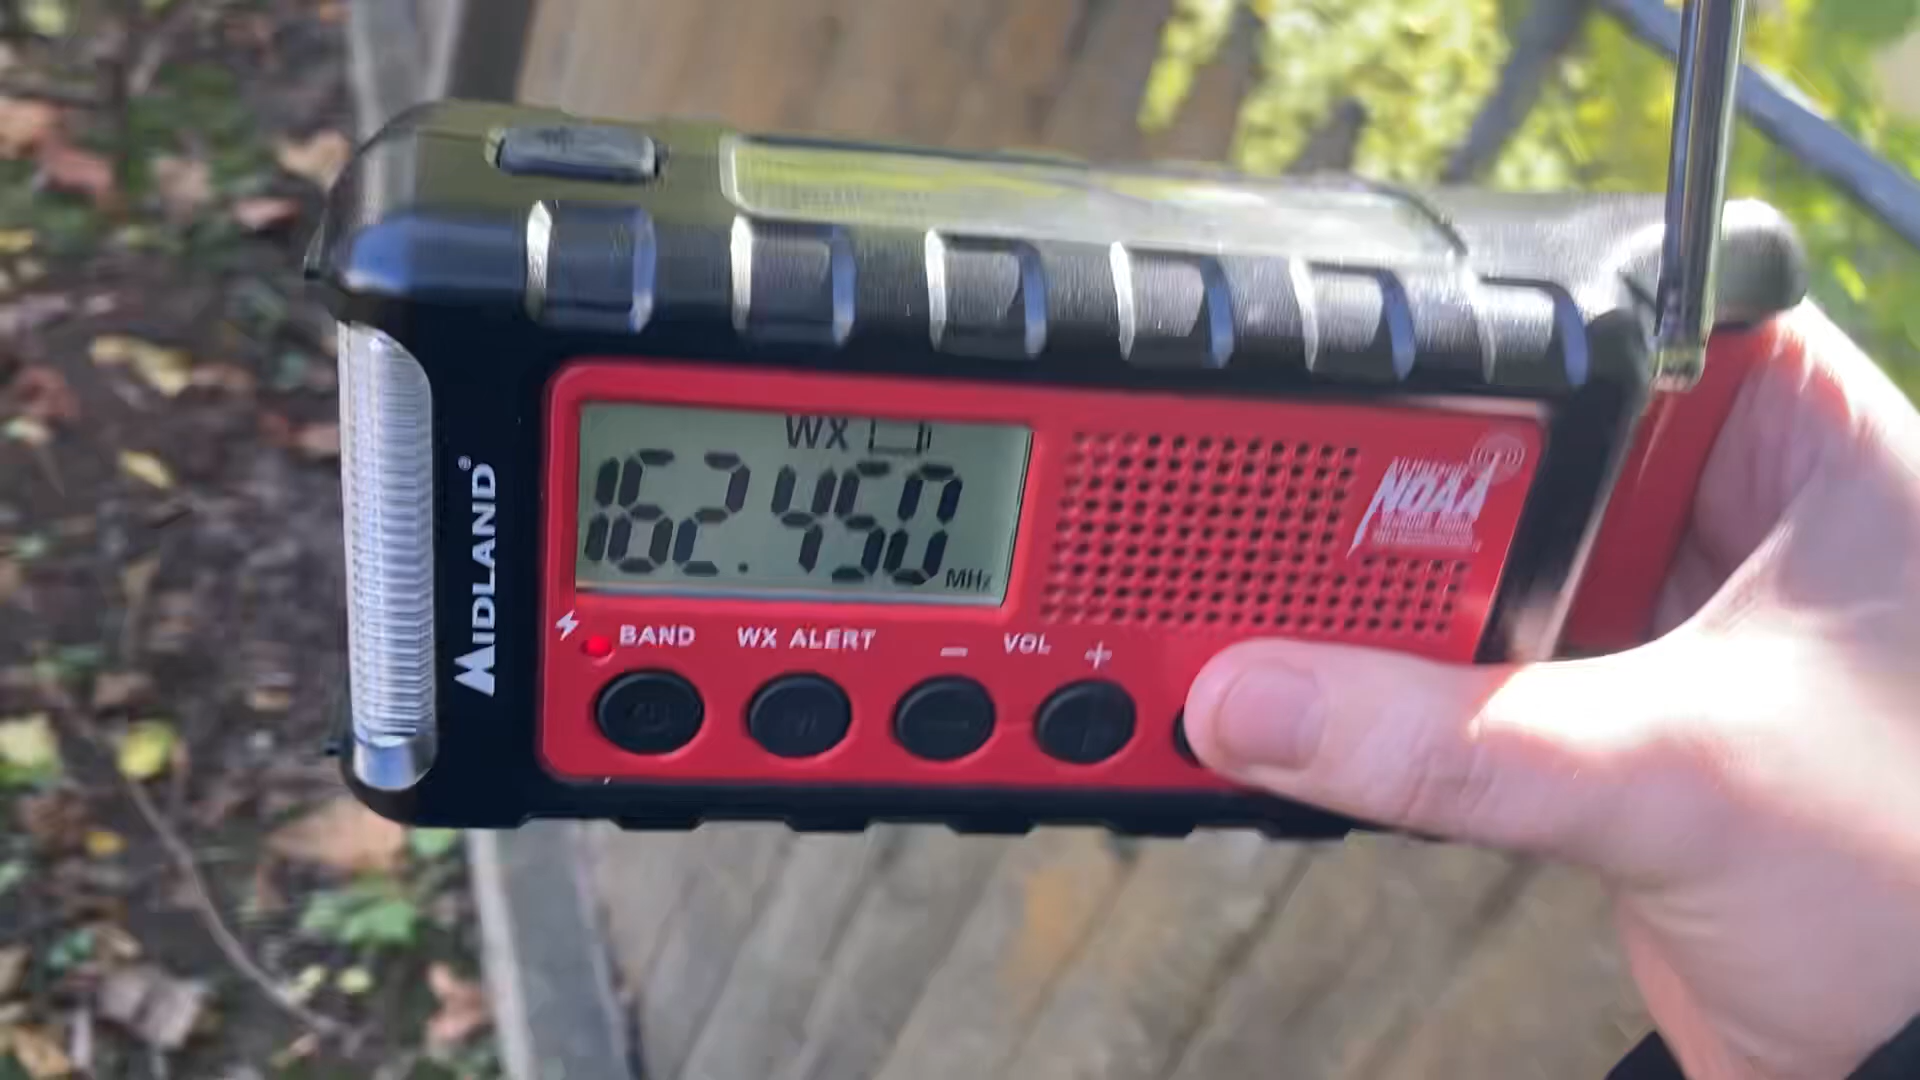 WX
162.450 MHz
MIDLAND®
NOAA
BAND
WX ALERT
— VOL +